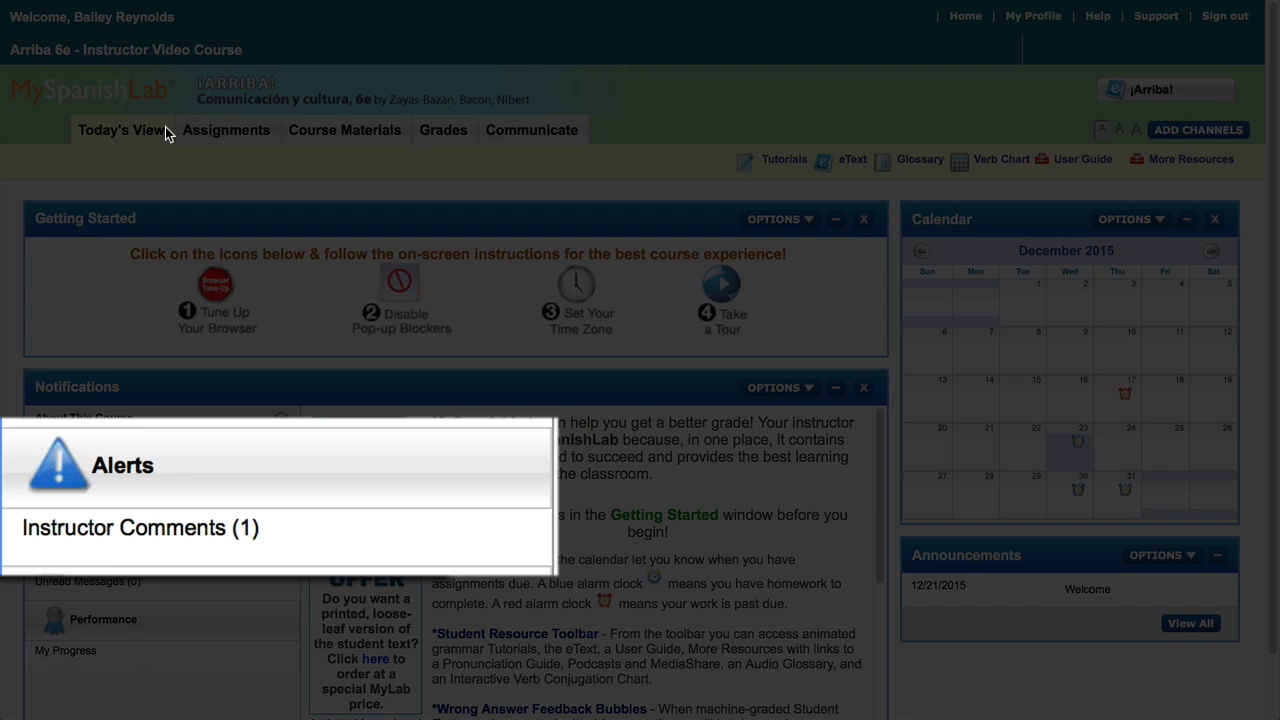 Welcome, Bailey Reynolds
| Home | My Profile | Help | Support | Sign out
Arriba 6e - Instructor Video Course
MySpanishLab
¡ARRIBA!
Comunicación y cultura, 6e by Zayas-Bazán, Bacon, Nibert
¡Arriba!
Today's View Assignments Course Materials Grades Communicate
A A A ADD CHANNELS
Tutorials eText Glossary Verb Chart User Guide More Resources
Getting Started OPTIONS
Click on the icons below & follow the on-screen instructions for the best course experience!
Browser Tune-Up
1 Tune Up
Your Browser
2 Disable
Pop-up Blockers
3 Set Your
Time Zone
4 Take
a Tour
Calendar OPTIONS
December 2015
Sun Mon Tue Wed Thu Fri Sat
1 2 3 4 5
6 7 8 9 10 11 12
13 14 15 16 17 18 19
20 21 22 23 24 25 26
27 28 29 30 31
Notifications OPTIONS
About This Course
Alerts
Instructor Comments (1)
Unread Messages (0)
Performance
My Progress
OFFER
Do you want a
printed, loose-
leaf version of
the student text?
Click here to
order at a
special MyLab
price.
help you get a better grade! Your instructor
because, in one place, it contains
to succeed and provides the best learning
the classroom.
in the Getting Started window before you
begin!
the calendar let you know when you have
assignments due. A blue alarm clock means you have homework to
complete. A red alarm clock means your work is past due.
*Student Resource Toolbar - From the toolbar you can access animated
grammar Tutorials, the eText, a User Guide, More Resources with links to
a Pronunciation Guide, Podcasts and MediaShare, an Audio Glossary, and
an Interactive Verb Conjugation Chart.
*Wrong Answer Feedback Bubbles - When machine-graded Student
Announcements OPTIONS
12/21/2015 Welcome
View All